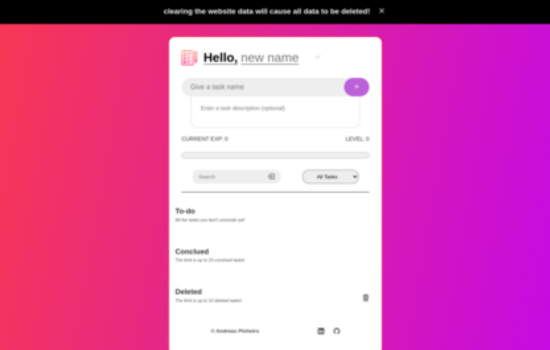 clearing the website data will cause all data to be deleted!
Hello, new name
Give a task name
Enter a task description (optional)
CURRENT EXP: 0 LEVEL: 0
Search All Tasks
To-do
All the tasks you don't conclude yet!
Conclued
The limit is up to 10 conclued tasks!
Deleted
The limit is up to 10 deleted tasks!
© Andreas Pinheiro